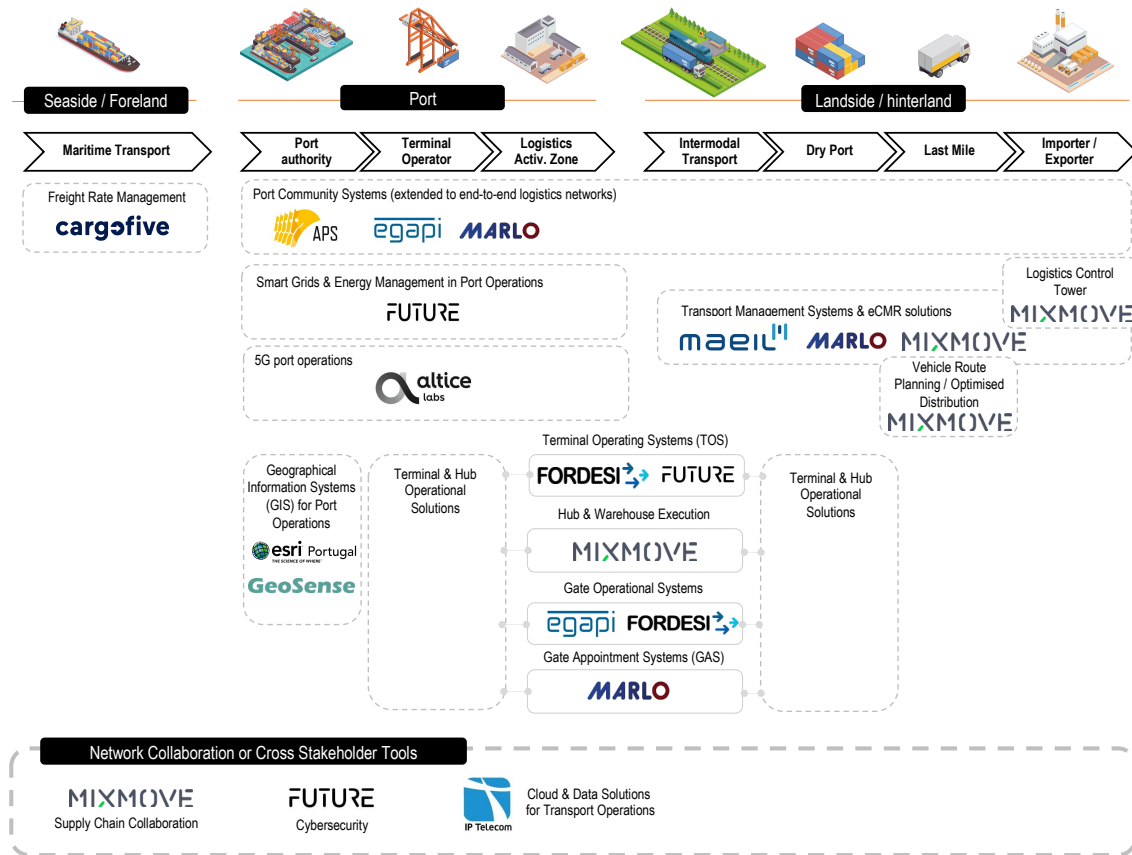 Seaside / Foreland
Port
Landside / hinterland
Maritime Transport
Port
authority
Terminal
Operator
Logistics
Activ. Zone
Intermodal
Transport
Dry Port
Last Mile
Importer /
Exporter
Freight Rate Management
cargofive
Port Community Systems (extended to end-to-end logistics networks)
APS
egapi
MARLO
Smart Grids & Energy Management in Port Operations
FUTURE
Logistics Control
Tower
MIXMOVE
Transport Management Systems & eCMR solutions
maeil
MARLO
MIXMOVE
5G port operations
altice
labs
Vehicle Route
Planning / Optimised
Distribution
MIXMOVE
Geographical
Information Systems
(GIS) for Port
Operations
esri Portugal
THE SCIENCE OF WHERE
GeoSense
Terminal & Hub
Operational
Solutions
Terminal Operating Systems (TOS)
FORDESI
FUTURE
Hub & Warehouse Execution
MIXMOVE
Gate Operational Systems
egapi
FORDESI
Gate Appointment Systems (GAS)
MARLO
Terminal & Hub
Operational
Solutions
Network Collaboration or Cross Stakeholder Tools
MIXMOVE
Supply Chain Collaboration
FUTURE
Cybersecurity
IP Telecom
Cloud & Data Solutions
for Transport Operations